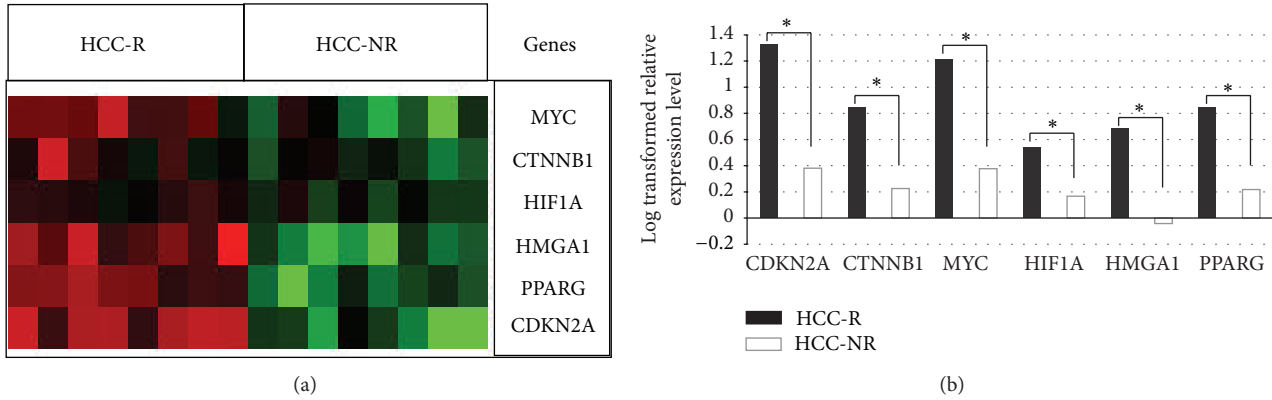 HCC-R HCC-NR Genes
MYC
CTNNB1
HIF1A
HMGA1
PPARG
CDKN2A
(a)
Log transformed relative
expression level
1.4
1.2
1
0.8
0.6
0.4
0.2
0
−0.2
* * * * * *
CDKN2A CTNNB1 MYC HIF1A HMGA1 PPARG
HCC-R
HCC-NR
(b)